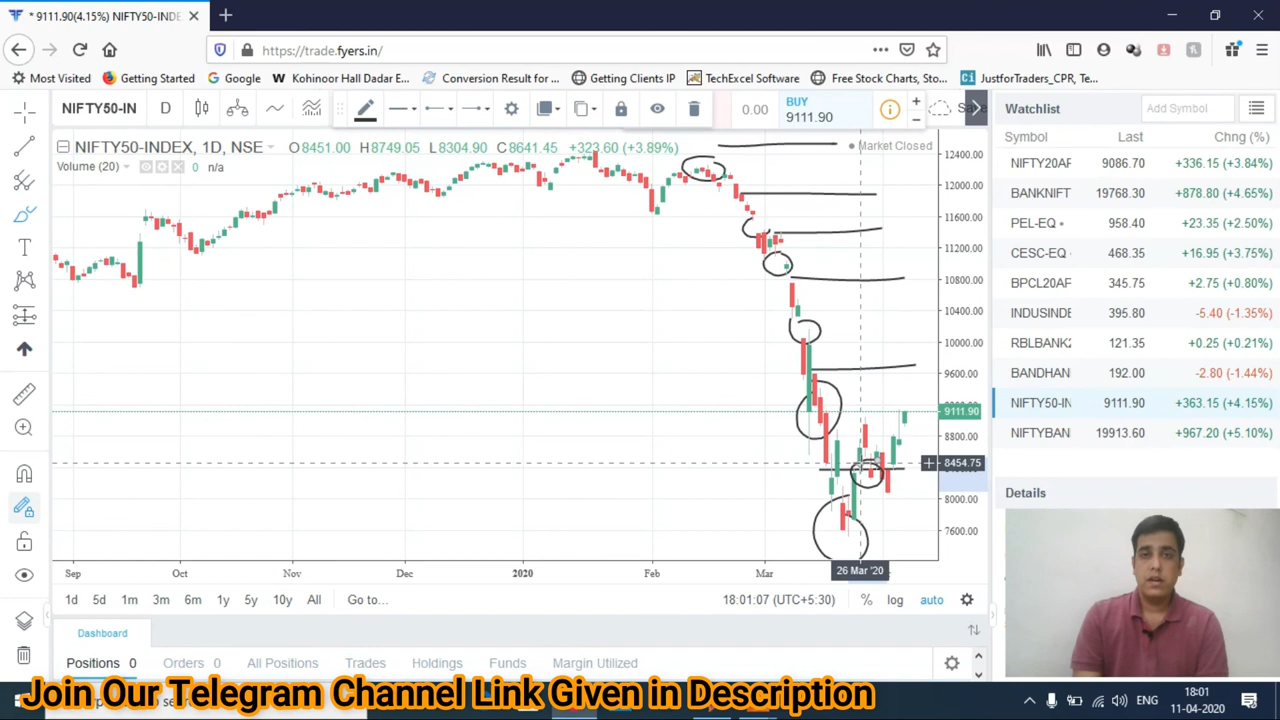 * 9111.90(4.15%) NIFTY50-INDE
https://trade.fyers.in/
Most Visited Getting Started Google Kohinoor Hall Dadar E... Conversion Result for ... Getting Clients IP TechExcel Software Free Stock Charts, Sto... JustforTraders_CPR, Te...
NIFTY50-IN D 0.00 BUY 9111.90
NIFTY50-INDEX, 1D, NSE O8451.00 H8749.05 L8304.90 C8641.45 +323.60 (+3.89%) Market Closed
Volume (20) 0 n/a
12400.00
12000.00
11600.00
11200.00
10800.00
10400.00
10000.00
9600.00
9111.90
8800.00
8454.75
8000.00
7600.00
Sep Oct Nov Dec 2020 Feb Mar 26 Mar '20
1d 5d 1m 3m 6m 1y 5y 10y All Go to... 18:01:07 (UTC+5:30) % log auto
Dashboard
Positions 0 Orders 0 All Positions Trades Holdings Funds Margin Utilized
Watchlist Add Symbol
Symbol Last Chng (%)
NIFTY20AP 9086.70 +336.15 (+3.84%)
BANKNIFT 19768.30 +878.80 (+4.65%)
PEL-EQ 958.40 +23.35 (+2.50%)
CESC-EQ 468.35 +16.95 (+3.75%)
BPCL20AP 345.75 +2.75 (+0.80%)
INDUSINDE 395.80 -5.40 (-1.35%)
RBLBANK2 121.35 +0.25 (+0.21%)
BANDHAN 192.00 -2.80 (-1.44%)
NIFTY50-IN 9111.90 +363.15 (+4.15%)
NIFTYBAN 19913.60 +967.20 (+5.10%)
Details
Join Our Telegram Channel Link Given in Description
ENG 18:01
11-04-2020